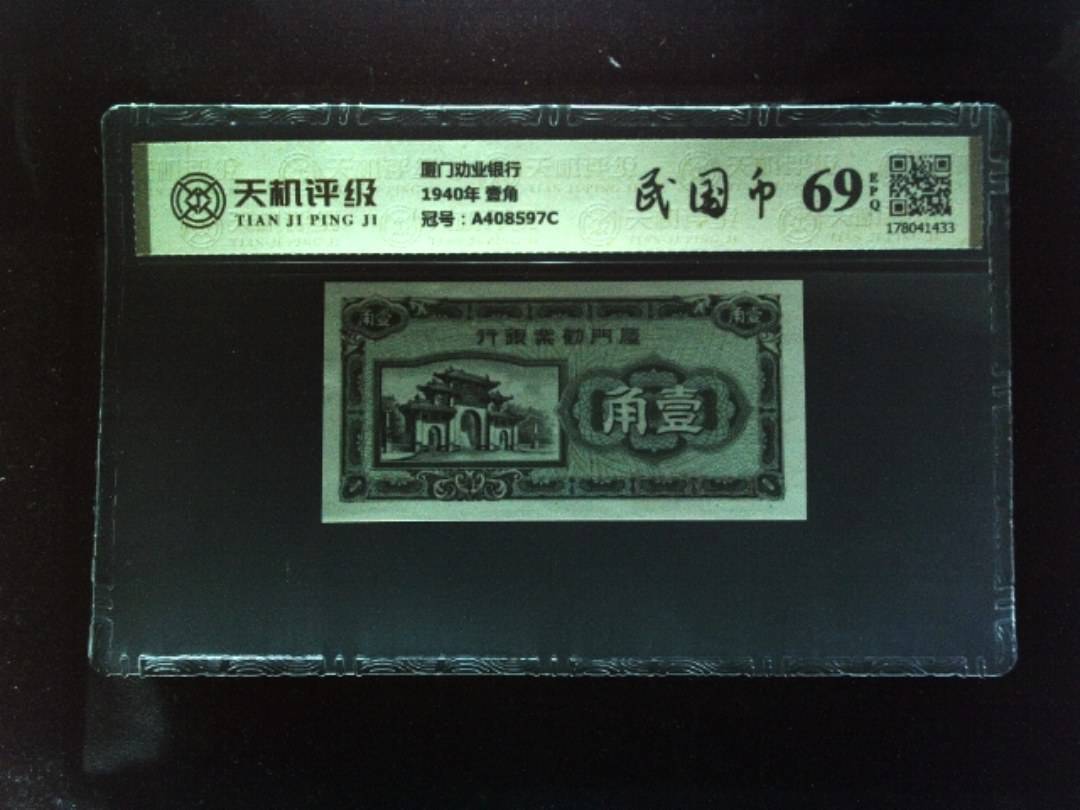 天机评级
TIAN JI PING JI
厦门劝业银行
1940年 壹角
冠号：A408597C
民国币
69
EPQ
178041433
角壹
角壹
行銀業勸門厦
角壹